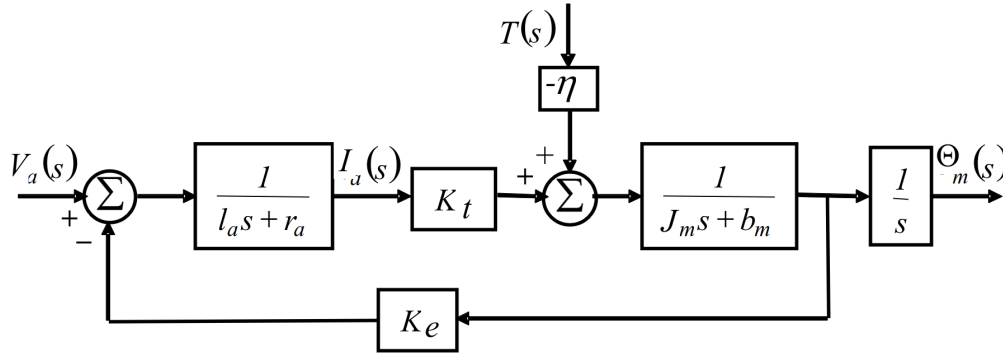 T(s)
-η
V_a(s)
+
−
Σ
1
l_a s + r_a
I_a(s)
K_t
+
+
Σ
1
J_m s + b_m
1
s
Θ_m(s)
K_e